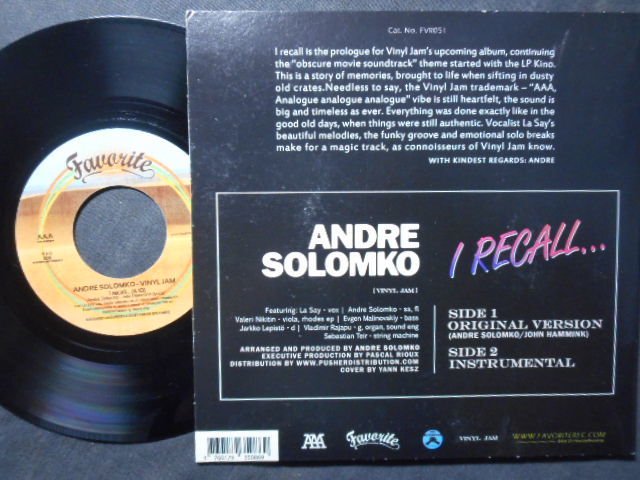 Cat. No. FVR051
I recall is the prologue for Vinyl Jam's upcoming album, continuing
the "obscure movie soundtrack" theme started with the LP Kino.
This is a story of memories, brought to life when sifting in dusty
old crates.Needless to say, the Vinyl Jam trademark – "AAA,
Analogue analogue analogue" vibe is still heartfelt, the sound is
big and timeless as ever. Everything was done exactly like in the
good old days, when things were still authentic. Vocalist La Say's
beautiful melodies, the funky groove and emotional solo breaks
make for a magic track, as connoisseurs of Vinyl Jam know.
WITH KINDEST REGARDS: ANDRE
ANDRE
SOLOMKO
[VINYL JAM]
I RECALL...
Featuring: La Say - vox | Andre Solomko - sa, fl
Valeri Nikitin - viola, rhodes ep | Evgen Malinovskiy - bass
Jarkko Lepistö - d | Vladimir Rajapu - g, organ, sound eng
Sebastian Teir - string machine
ARRANGED AND PRODUCED BY ANDRE SOLOMKO
EXECUTIVE PRODUCTION BY PASCAL RIOUX
DISTRIBUTION BY WWW.PUSHERDISTRIBUTION.COM
COVER BY YANN KESZ
SIDE 1
ORIGINAL VERSION
(ANDRE SOLOMKO/JOHN HAMMINK)
SIDE 2
INSTRUMENTAL
AAA
Favorite
VINYL JAM
WWW.FAVORITEREC.COM
Favorite
AAA
ANDRE SOLOMKO - VINYL JAM